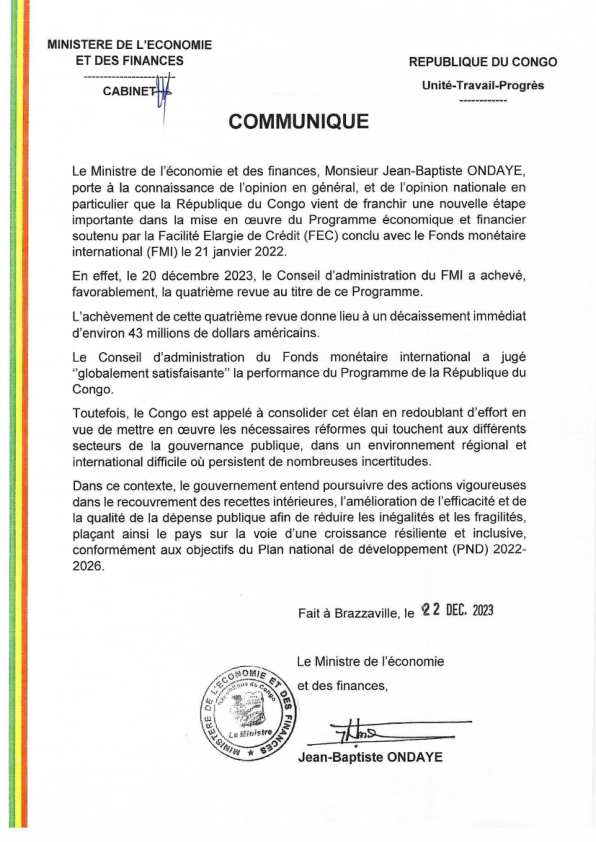 MINISTERE DE L'ECONOMIE
ET DES FINANCES
-----------------------
CABINET
REPUBLIQUE DU CONGO
Unité-Travail-Progrès
------------
COMMUNIQUE
Le Ministre de l'économie et des finances, Monsieur Jean-Baptiste ONDAYE,
porte à la connaissance de l'opinion en général, et de l'opinion nationale en
particulier que la République du Congo vient de franchir une nouvelle étape
importante dans la mise en œuvre du Programme économique et financier
soutenu par la Facilité Elargie de Crédit (FEC) conclu avec le Fonds monétaire
international (FMI) le 21 janvier 2022.
En effet, le 20 décembre 2023, le Conseil d'administration du FMI a achevé,
favorablement, la quatrième revue au titre de ce Programme.
L'achèvement de cette quatrième revue donne lieu à un décaissement immédiat
d'environ 43 millions de dollars américains.
Le Conseil d'administration du Fonds monétaire international a jugé
"globalement satisfaisante" la performance du Programme de la République du
Congo.
Toutefois, le Congo est appelé à consolider cet élan en redoublant d'effort en
vue de mettre en œuvre les nécessaires réformes qui touchent aux différents
secteurs de la gouvernance publique, dans un environnement régional et
international difficile où persistent de nombreuses incertitudes.
Dans ce contexte, le gouvernement entend poursuivre des actions vigoureuses
dans le recouvrement des recettes intérieures, l'amélioration de l'efficacité et de
la qualité de la dépense publique afin de réduire les inégalités et les fragilités,
plaçant ainsi le pays sur la voie d'une croissance résiliente et inclusive,
conformément aux objectifs du Plan national de développement (PND) 2022-
2026.
Fait à Brazzaville, le 22 DEC. 2023
Le Ministre de l'économie
et des finances,
MINISTERE DE L'ECONOMIE ET DES FINANCES
République du Congo
Le Ministre
Jean-Baptiste ONDAYE